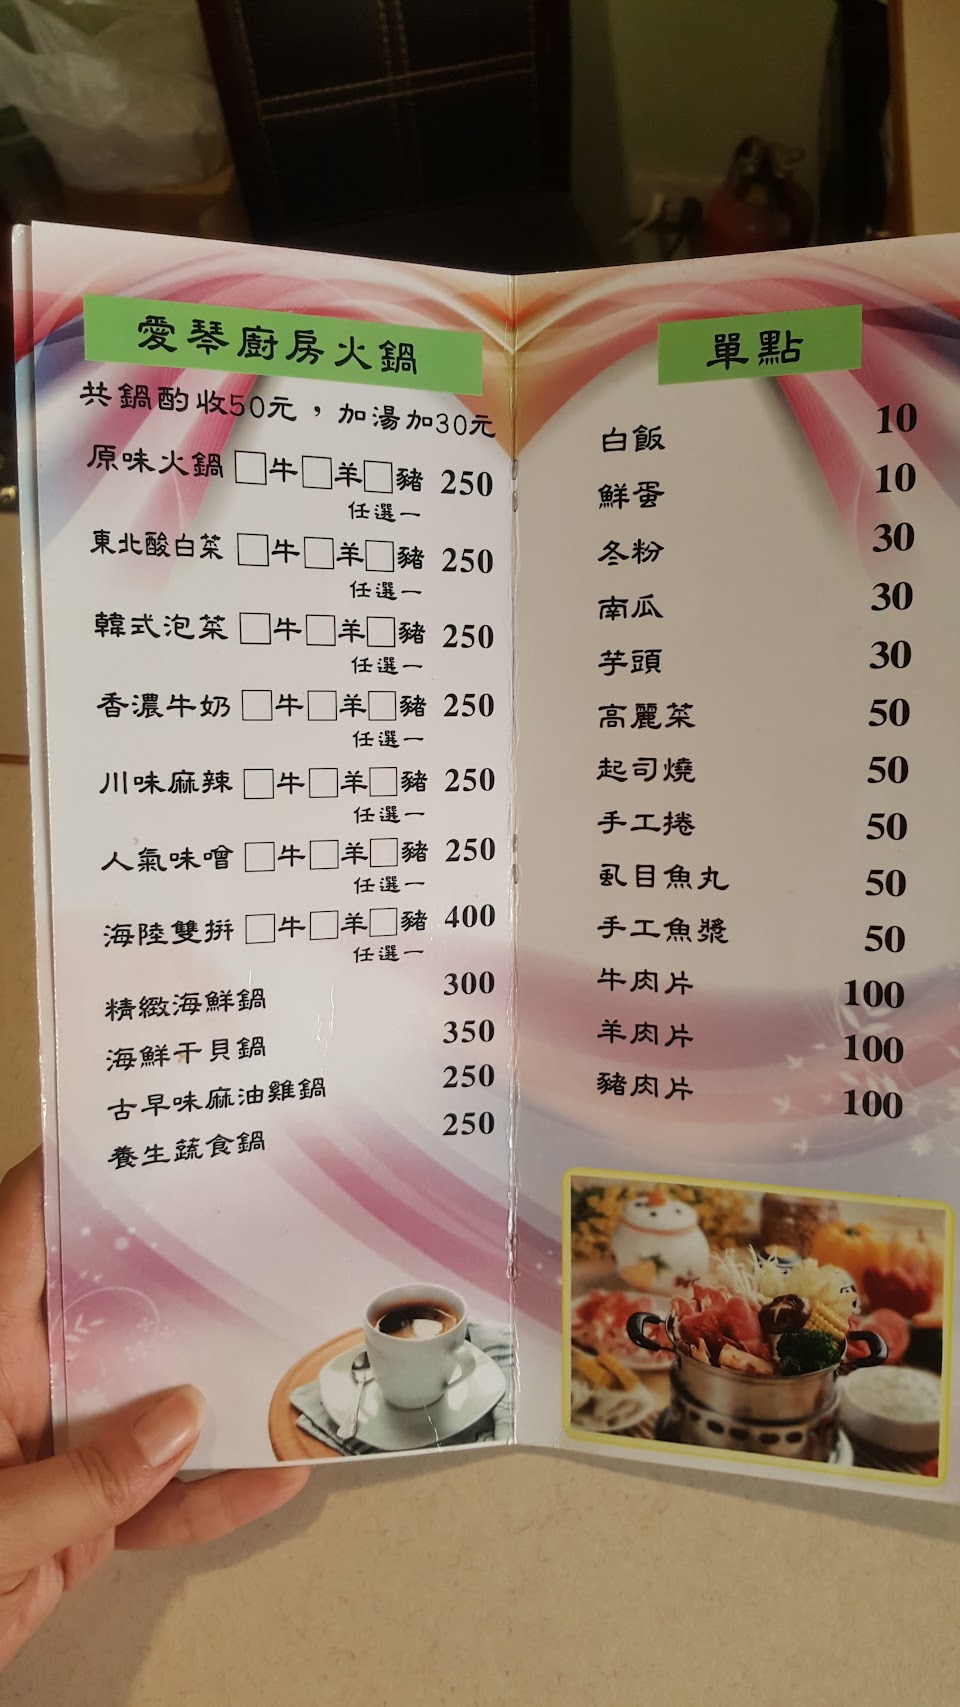 愛琴廚房火鍋
共鍋酌收50元，加湯加30元
原味火鍋 □牛□羊□豬 250
任選一
東北酸白菜 □牛□羊□豬 250
任選一
韓式泡菜 □牛□羊□豬 250
任選一
香濃牛奶 □牛□羊□豬 250
任選一
川味麻辣 □牛□羊□豬 250
任選一
人氣味噌 □牛□羊□豬 250
任選一
海陸雙拼 □牛□羊□豬 400
任選一
精緻海鮮鍋 300
海鮮干貝鍋 350
古早味麻油雞鍋 250
養生蔬食鍋 250
單點
白飯 10
鮮蛋 10
冬粉 30
南瓜 30
芋頭 30
高麗菜 50
起司燒 50
手工捲 50
虱目魚丸 50
手工魚漿 50
牛肉片 100
羊肉片 100
豬肉片 100